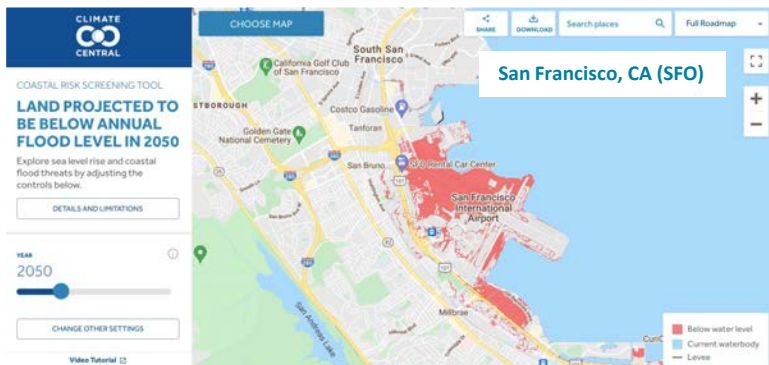 CLIMATE
CENTRAL
COASTAL RISK SCREENING TOOL
LAND PROJECTED TO
BE BELOW ANNUAL
FLOOD LEVEL IN 2050
Explore sea level rise and coastal
flood threats by adjusting the
controls below.
DETAILS AND LIMITATIONS
YEAR
2050
CHANGE OTHER SETTINGS
Video Tutorial
CHOOSE MAP
SHARE
DOWNLOAD
Search places
Full Roadmap
San Francisco, CA (SFO)
South San
Francisco
California Golf Club
of San Francisco
STBOROUGH
Costco Gasoline
Tanforan
Golden Gate
National Cemetery
San Bruno
SFO Rental Car Center
San Francisco
International
Airport
Millbrae
San Andreas Lake
Below water level
Current waterbody
Levee